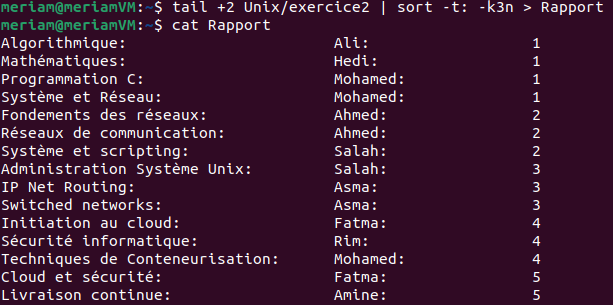 meriam@meriamVM:~$ tail +2 Unix/exercice2 | sort -t: -k3n > Rapport
meriam@meriamVM:~$ cat Rapport
Algorithmique: Ali: 1
Mathématiques: Hedi: 1
Programmation C: Mohamed: 1
Système et Réseau: Mohamed: 1
Fondements des réseaux: Ahmed: 2
Réseaux de communication: Ahmed: 2
Système et scripting: Salah: 2
Administration Système Unix: Salah: 3
IP Net Routing: Asma: 3
Switched networks: Asma: 3
Initiation au cloud: Fatma: 4
Sécurité informatique: Rim: 4
Techniques de Conteneurisation: Mohamed: 4
Cloud et sécurité: Fatma: 5
Livraison continue: Amine: 5